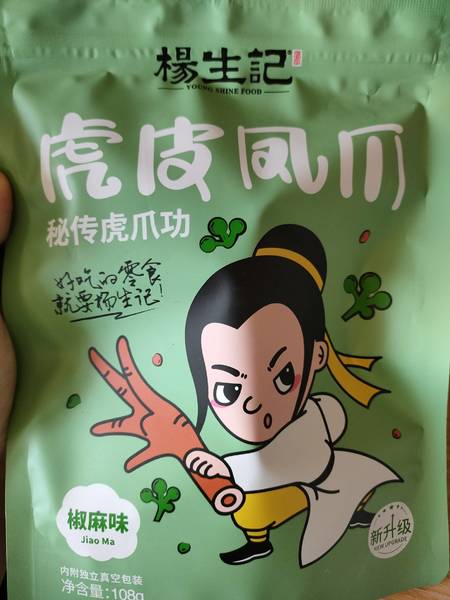 楊生記
YOUNG SHINE FOOD
虎皮凤爪
秘传虎爪功
好吃的零食
就要杨生记!
椒麻味
Jiao Ma
新升级
NEW UPGRADE
内附独立真空包装
净含量:108g